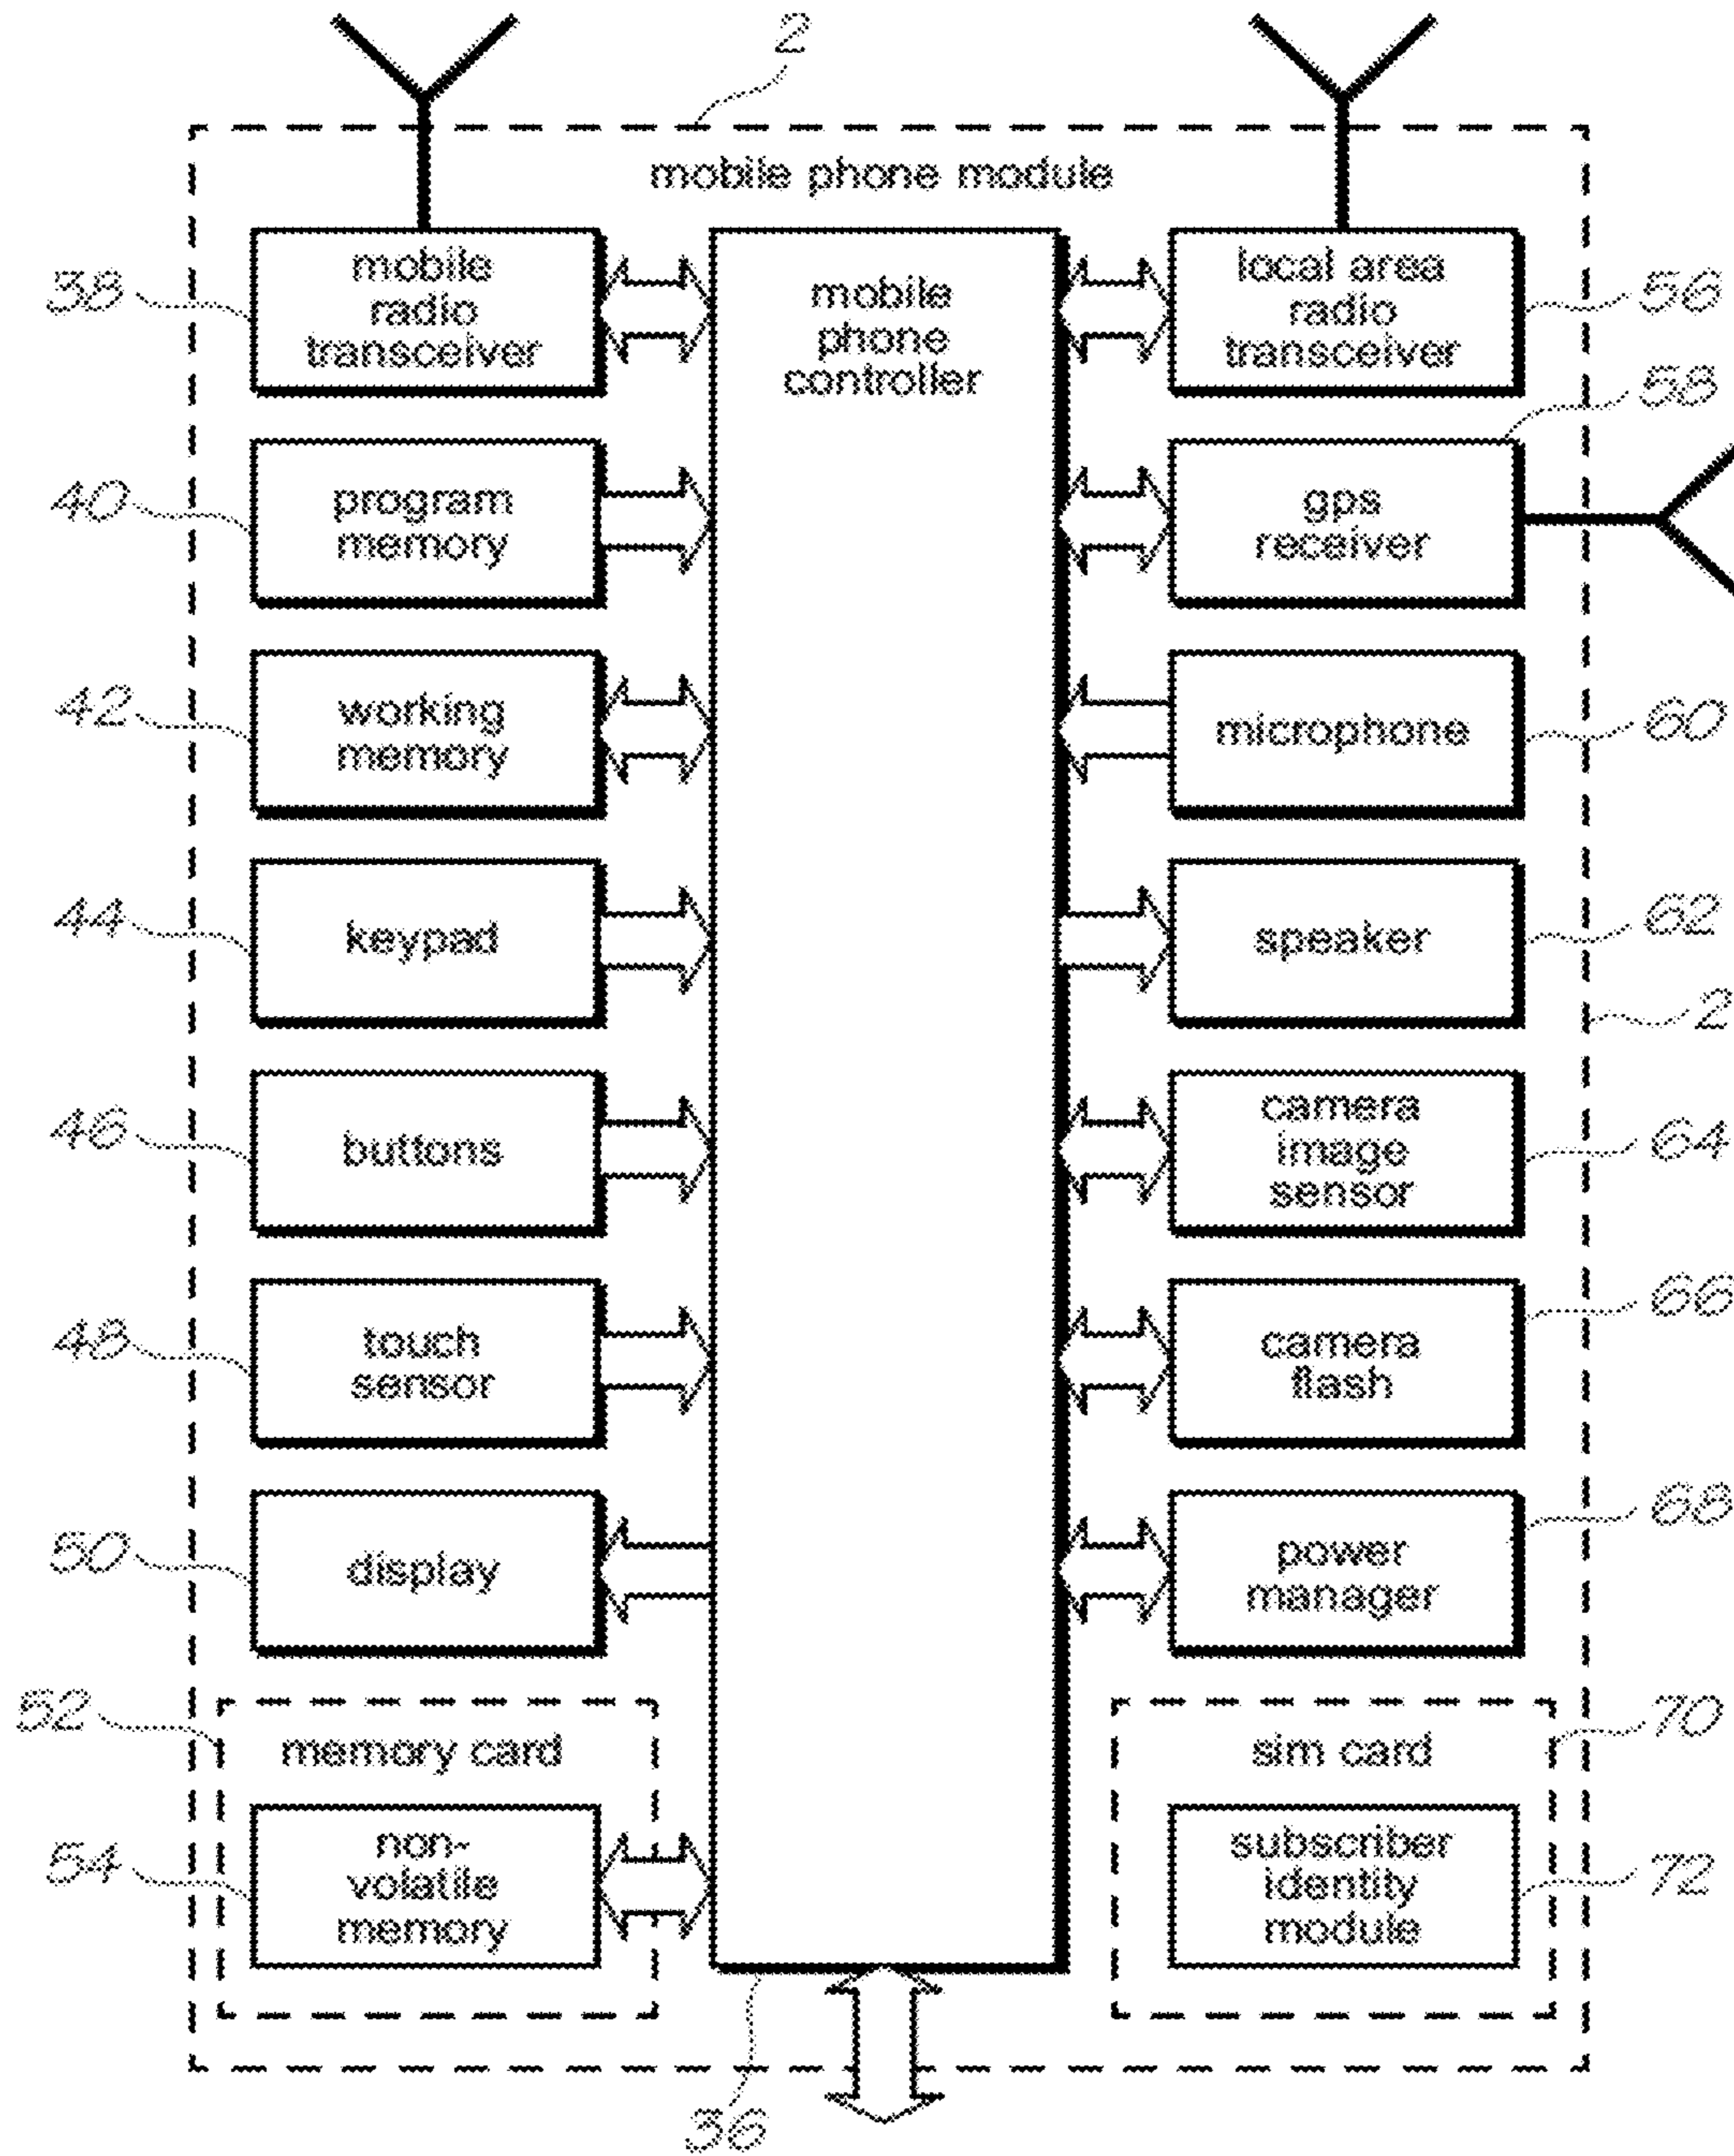 2
mobile phone module
38
mobile
radio
transceiver
mobile
phone
controller
local area
radio
transceiver
56
58
40
program
memory
gps
receiver
42
working
memory
microphone
60
44
keypad
speaker
62
2
46
buttons
camera
image
sensor
64
48
touch
sensor
camera
flash
66
50
display
power
manager
68
52
memory card
sim card
70
54
non-
volatile
memory
subscriber
identity
module
72
36